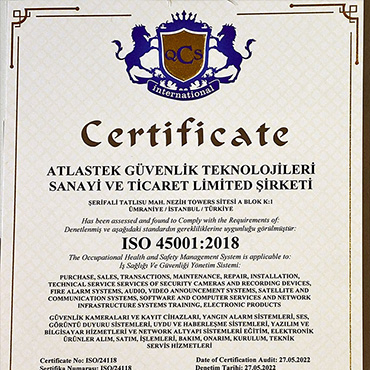 QCS
international
Certificate
ATLASTEK GÜVENLİK TEKNOLOJİLERİ
SANAYİ VE TİCARET LİMİTED ŞİRKETİ
ŞERİFALİ TATLISU MAH. NEZİH TOWERS SİTESİ A BLOK K:1
ÜMRANİYE / İSTANBUL / TÜRKİYE
Has been assessed and found to Comply with the Requirements of:
Denetlenmiş ve aşağıdaki standardın gerekliliklerine uygunluğu görülmüştür:
ISO 45001:2018
The Occupational Health and Safety Management System is applicable to:
İş Sağlığı Ve Güvenliği Yönetim Sistemi:
PURCHASE, SALES, TRANSACTIONS, MAINTENANCE, REPAIR, INSTALLATION,
TECHNICAL SERVICE SERVICES OF SECURITY CAMERAS AND RECORDING DEVICES,
FIRE ALARM SYSTEMS, AUDIO, VIDEO ANNOUNCEMENT SYSTEMS, SATELLITE AND
COMMUNICATION SYSTEMS, SOFTWARE AND COMPUTER SERVICES AND NETWORK
INFRASTRUCTURE SYSTEMS TRAINING, ELECTRONIC PRODUCTS
GÜVENLİK KAMERALARI VE KAYIT CİHAZLARI, YANGIN ALARM SİSTEMLERİ, SES,
GÖRÜNTÜ DUYURU SİSTEMLERİ, UYDU VE HABERLEŞME SİSTEMLERİ, YAZILIM VE
BİLGİSAYAR HİZMETLERİ VE NETWORK ALTYAPI SİSTEMLERİ EĞİTİM, ELEKTRONİK
ÜRÜNLER ALIM, SATIM, İŞLEMLERİ, BAKIM, ONARIM, KURULUM, TEKNİK
SERVİS HİZMETLERİ
Certificate No: ISO/24118 Date of Certification Audit: 27.05.2022
Sertifika Numarası: ISO/24118 Denetim Tarihi: 27.05.2022